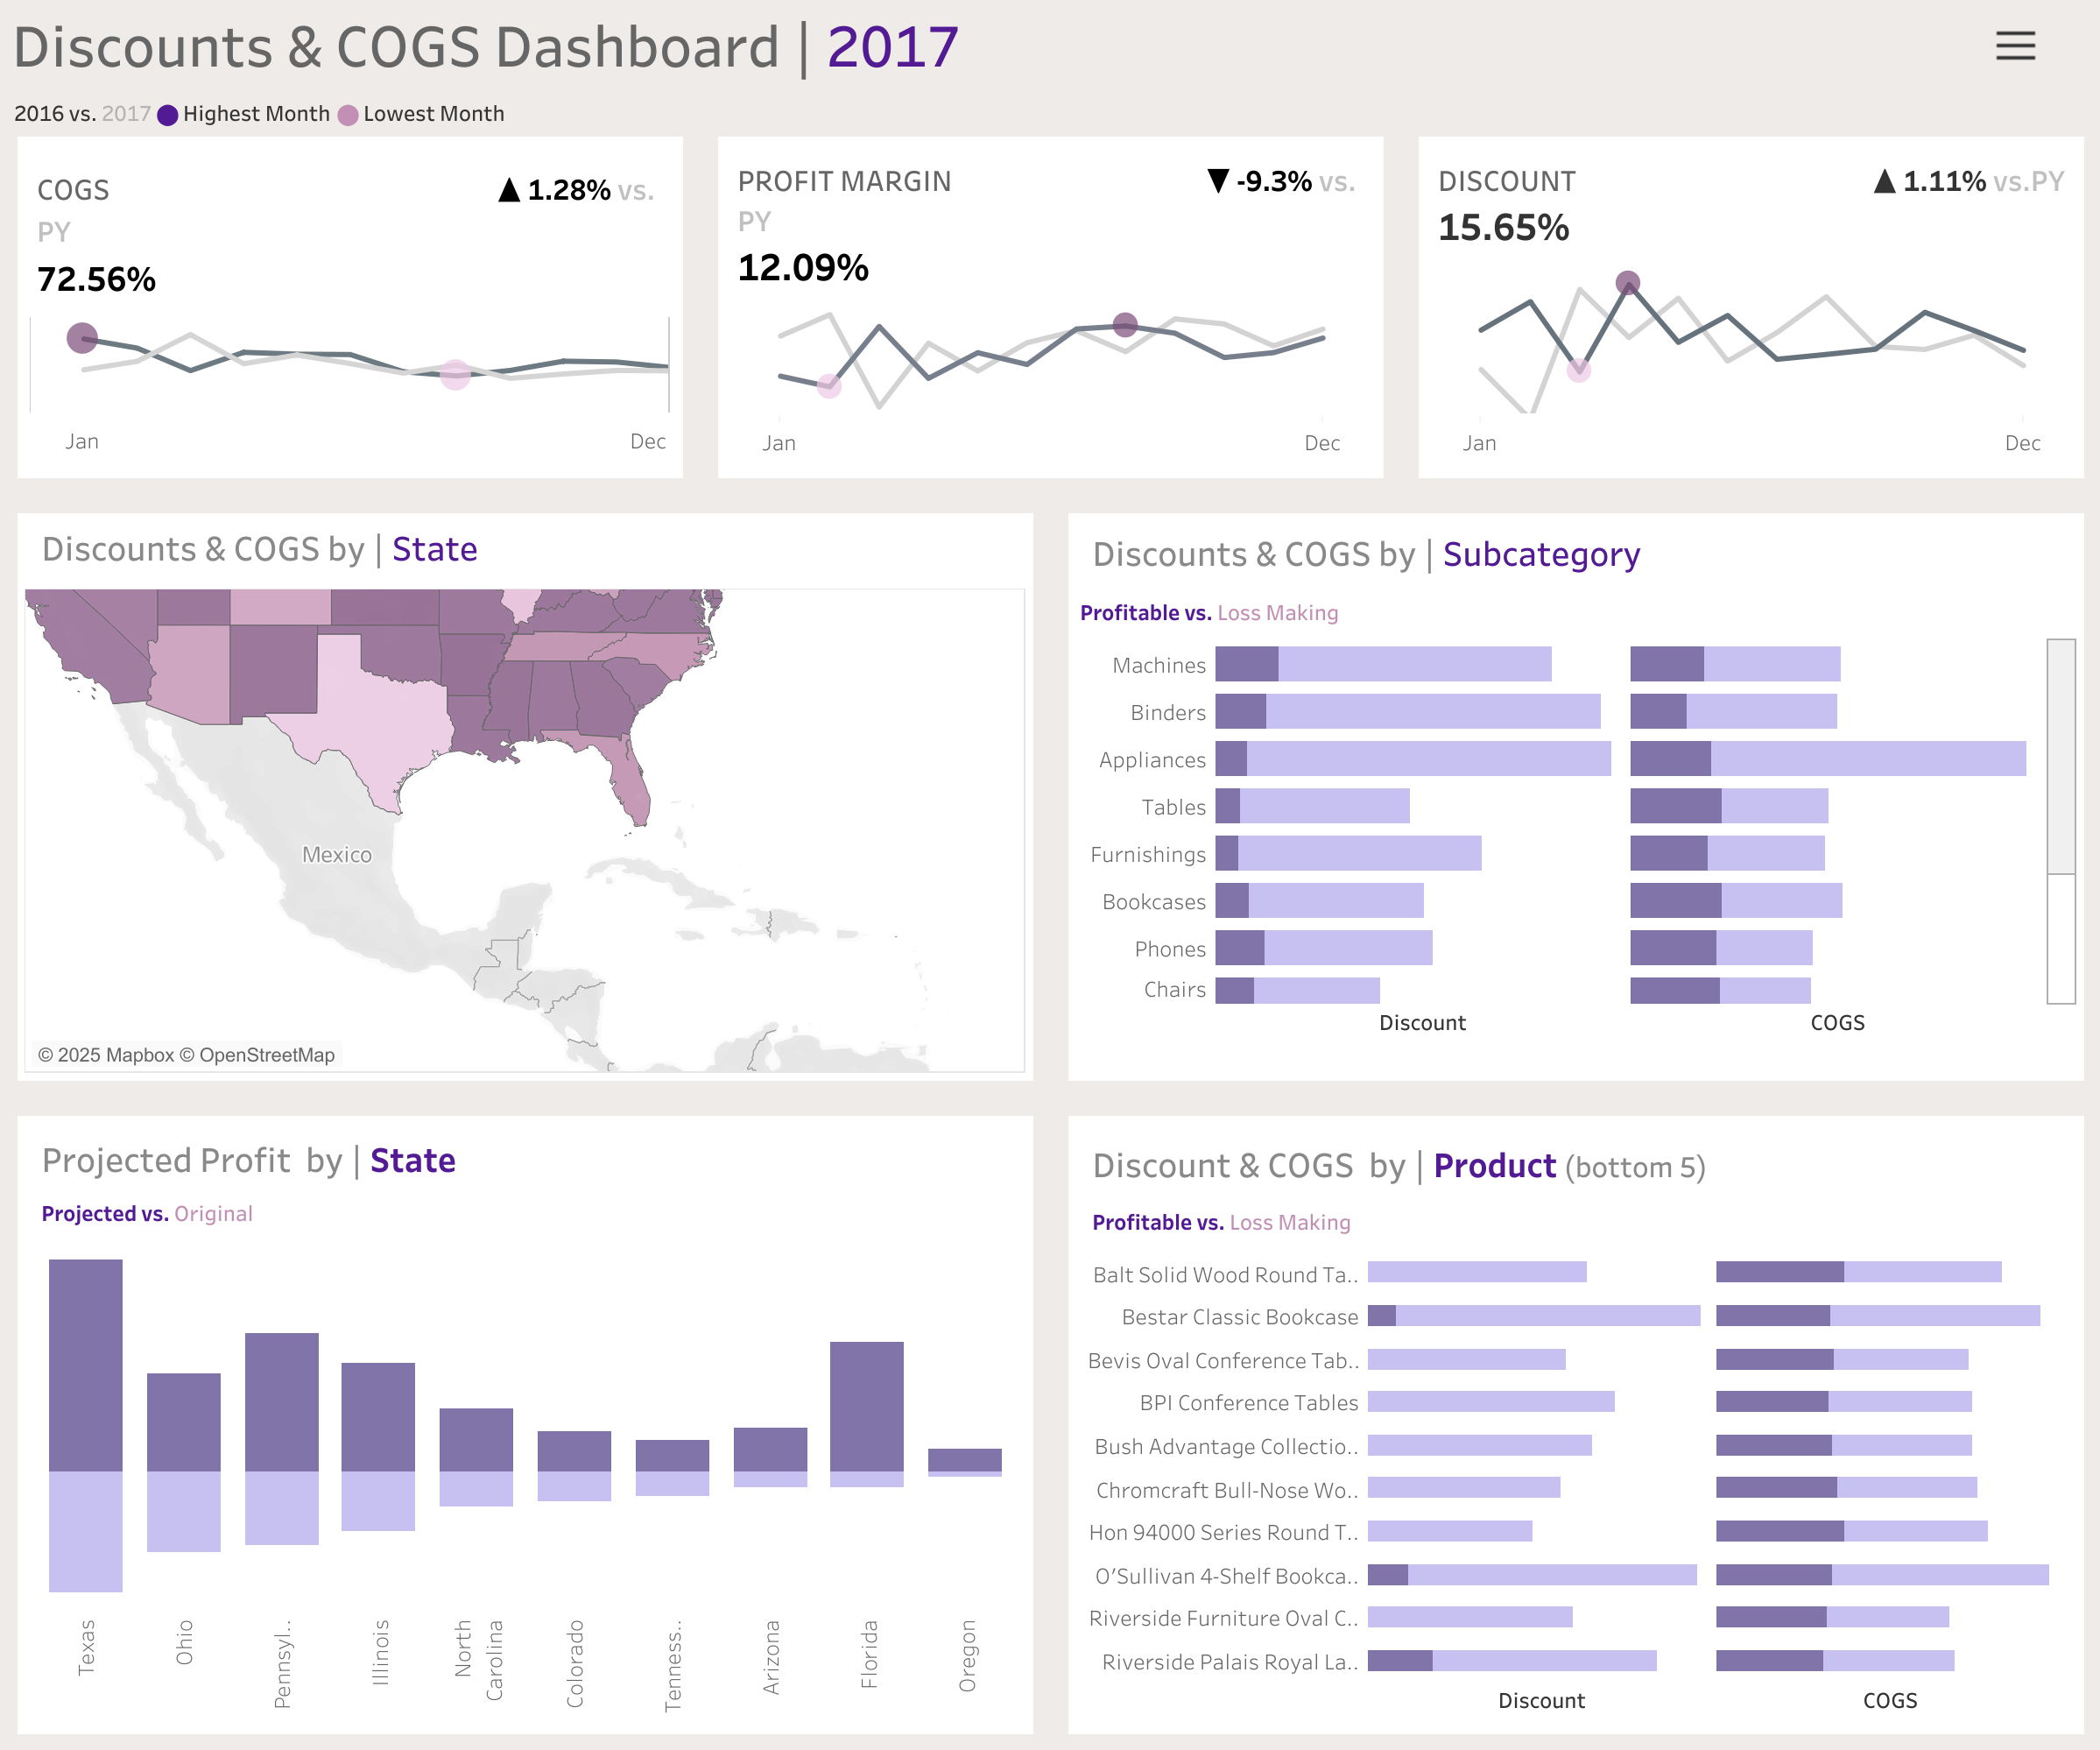 Discounts & COGS Dashboard | 2017
2016 vs. 2017 Highest Month Lowest Month
COGS ▲ 1.28% vs.
PY
72.56%
Jan Dec
PROFIT MARGIN ▼ -9.3% vs.
PY
12.09%
Jan Dec
DISCOUNT ▲ 1.11% vs.PY
15.65%
Jan Dec
Discounts & COGS by | State
Mexico
© 2025 Mapbox © OpenStreetMap
Discounts & COGS by | Subcategory
Profitable vs. Loss Making
Machines
Binders
Appliances
Tables
Furnishings
Bookcases
Phones
Chairs
Discount COGS
Projected Profit by | State
Projected vs. Original
Texas
Ohio
Pennsyl..
Illinois
North
Carolina
Colorado
Tenness..
Arizona
Florida
Oregon
Discount & COGS by | Product (bottom 5)
Profitable vs. Loss Making
Balt Solid Wood Round Ta..
Bestar Classic Bookcase
Bevis Oval Conference Tab..
BPI Conference Tables
Bush Advantage Collectio..
Chromcraft Bull-Nose Wo..
Hon 94000 Series Round T..
O'Sullivan 4-Shelf Bookca..
Riverside Furniture Oval C..
Riverside Palais Royal La..
Discount COGS